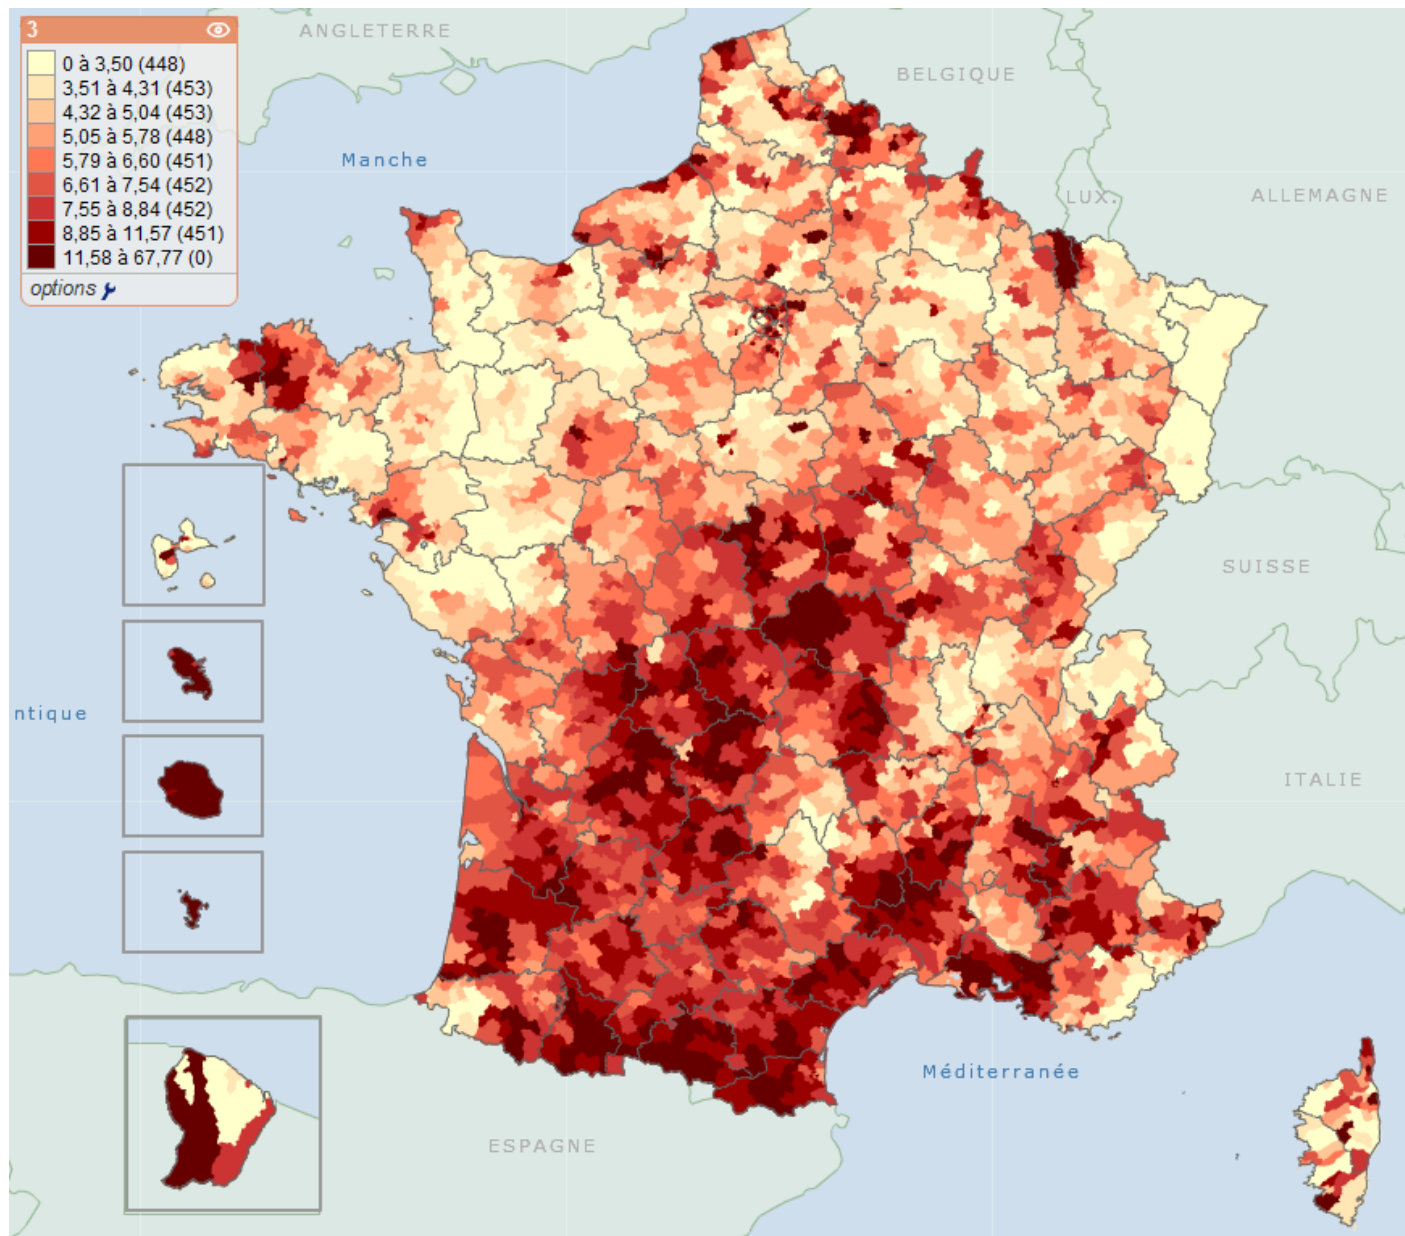 3
0 à 3,50 (448)
3,51 à 4,31 (453)
4,32 à 5,04 (453)
5,05 à 5,78 (448)
5,79 à 6,60 (451)
6,61 à 7,54 (452)
7,55 à 8,84 (452)
8,85 à 11,57 (451)
11,58 à 67,77 (0)
options
ANGLETERRE
BELGIQUE
Manche
LUX.
ALLEMAGNE
SUISSE
ntique
ITALIE
Méditerranée
ESPAGNE